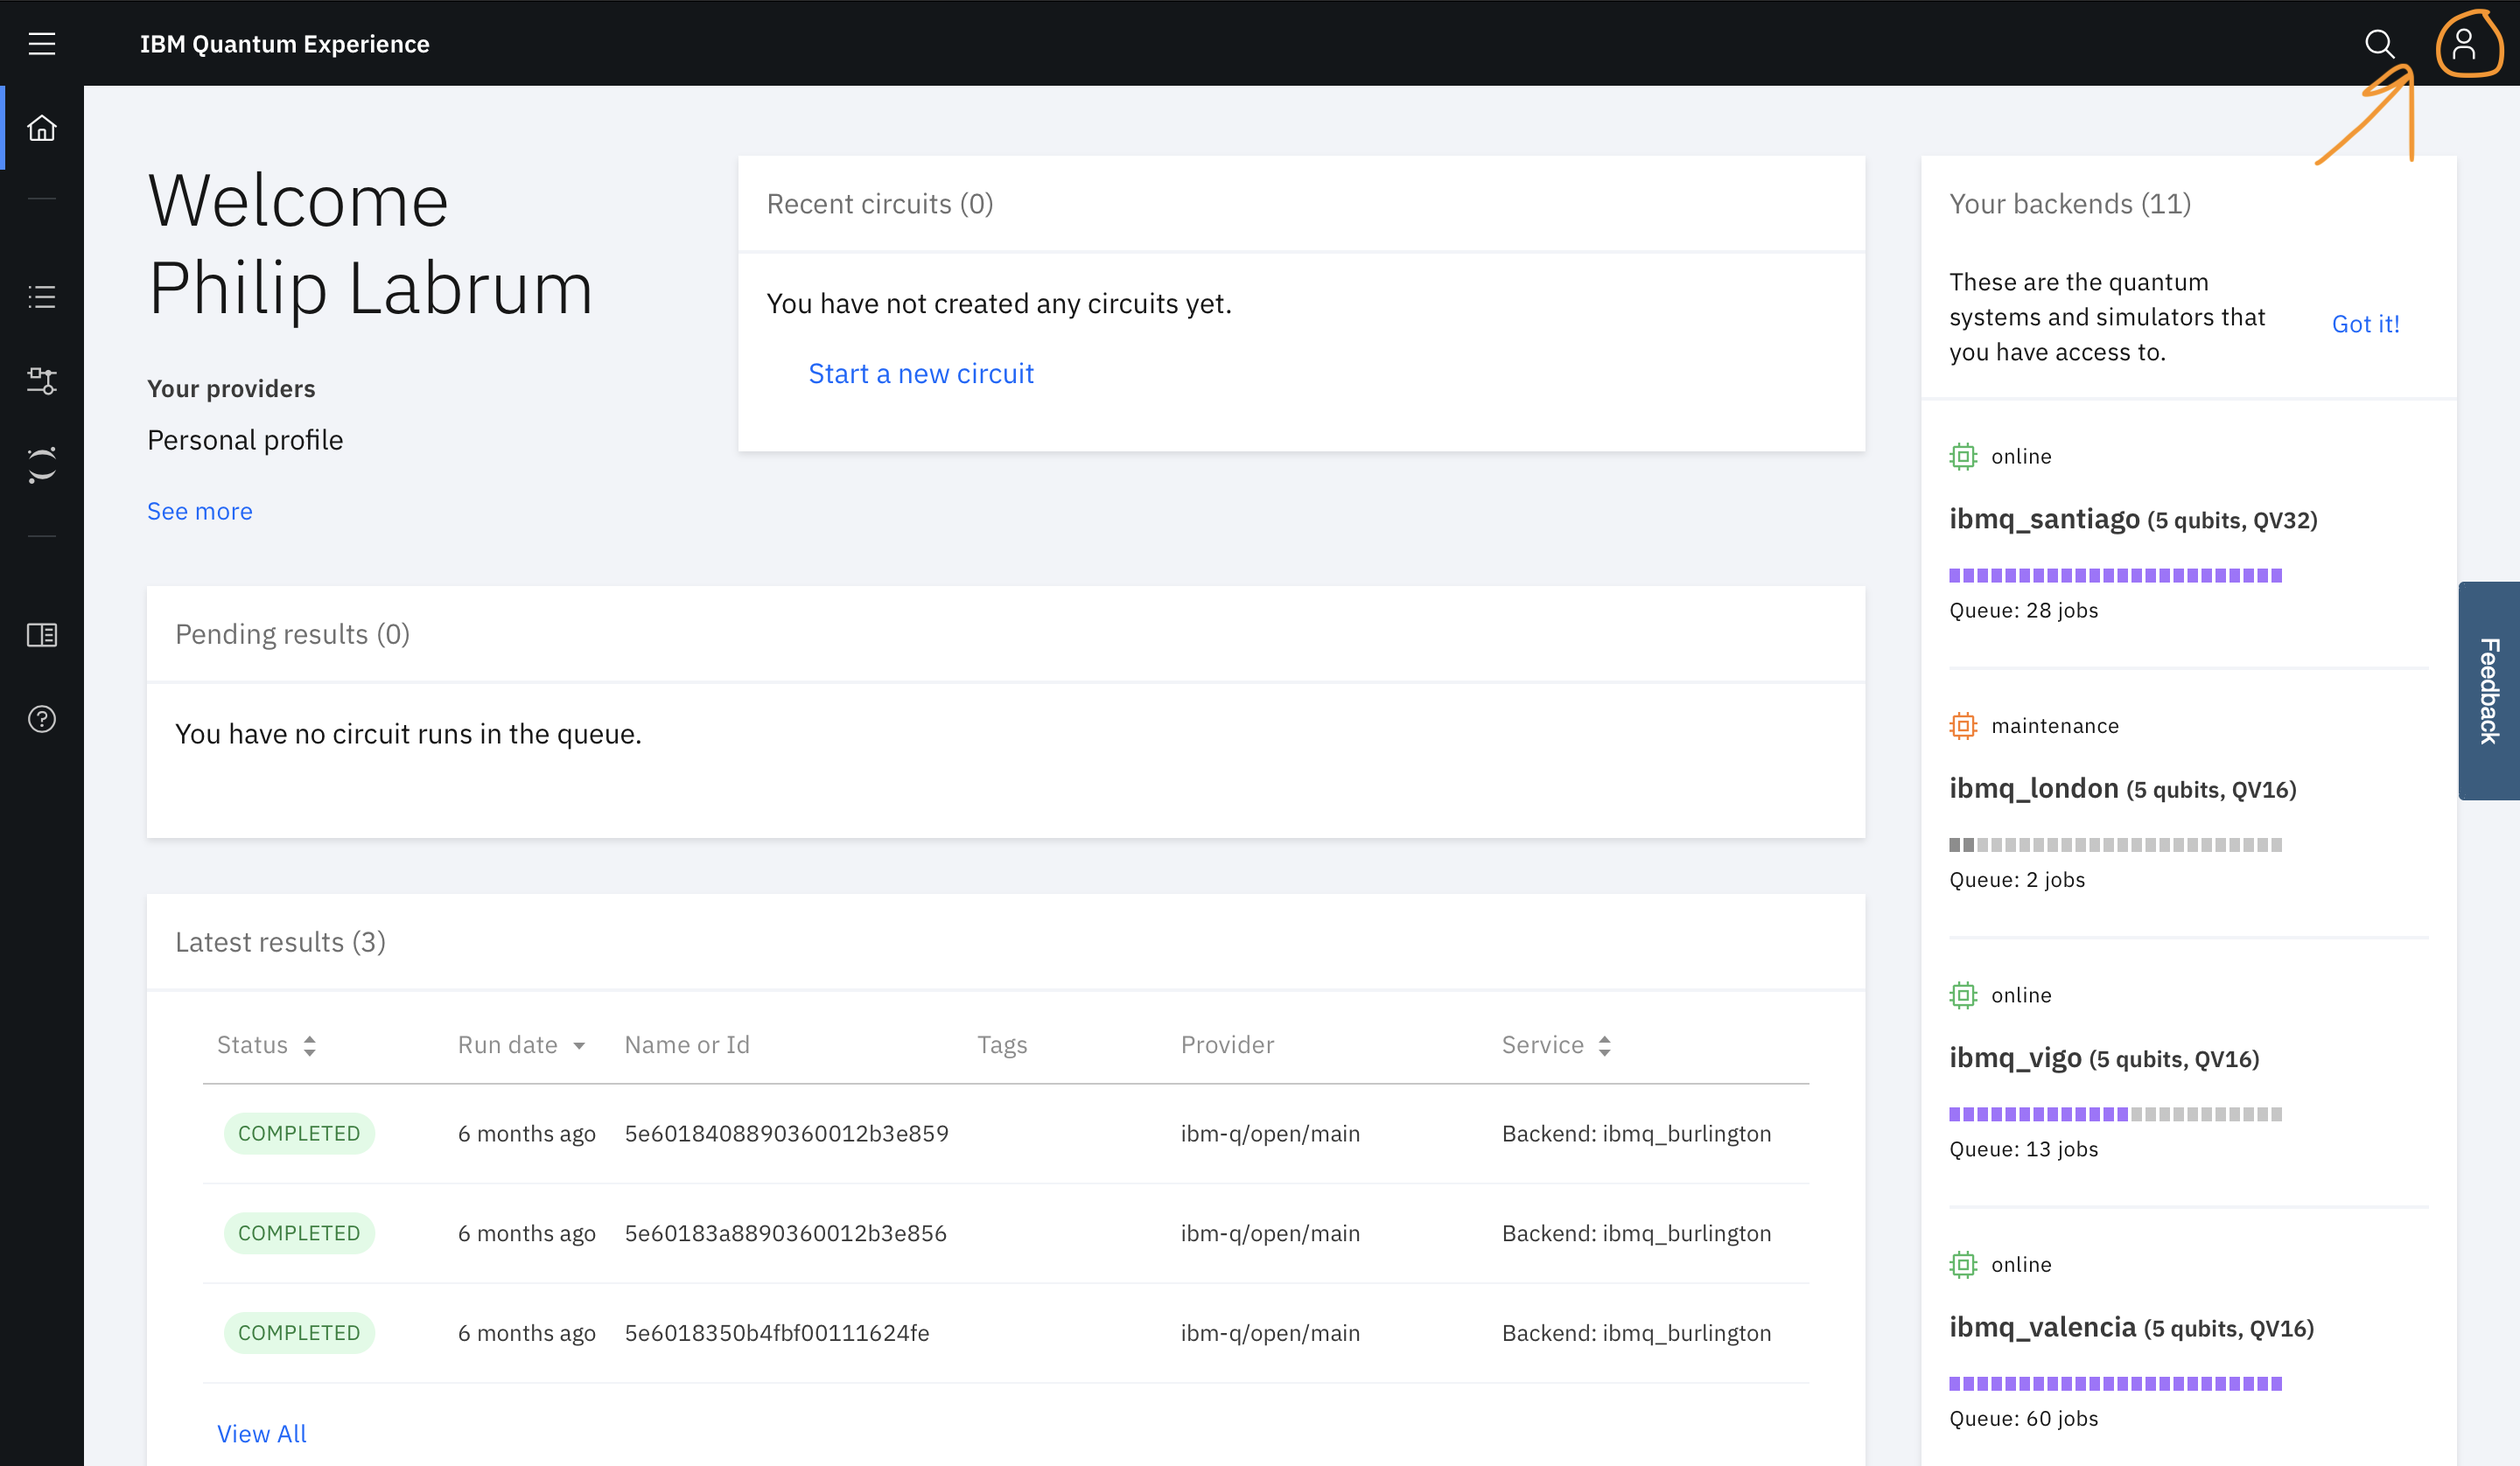 IBM Quantum Experience
Welcome
Philip Labrum
Your providers
Personal profile
See more
Recent circuits (0)
You have not created any circuits yet.
Start a new circuit
Pending results (0)
You have no circuit runs in the queue.
Latest results (3)
Status Run date Name or Id Tags Provider Service
COMPLETED 6 months ago 5e6018408890360012b3e859 ibm-q/open/main Backend: ibmq_burlington
COMPLETED 6 months ago 5e60183a8890360012b3e856 ibm-q/open/main Backend: ibmq_burlington
COMPLETED 6 months ago 5e6018350b4fbf00111624fe ibm-q/open/main Backend: ibmq_burlington
View All
Your backends (11)
These are the quantum
systems and simulators that
you have access to.
Got it!
online
ibmq_santiago (5 qubits, QV32)
Queue: 28 jobs
maintenance
ibmq_london (5 qubits, QV16)
Queue: 2 jobs
online
ibmq_vigo (5 qubits, QV16)
Queue: 13 jobs
online
ibmq_valencia (5 qubits, QV16)
Queue: 60 jobs
Feedback